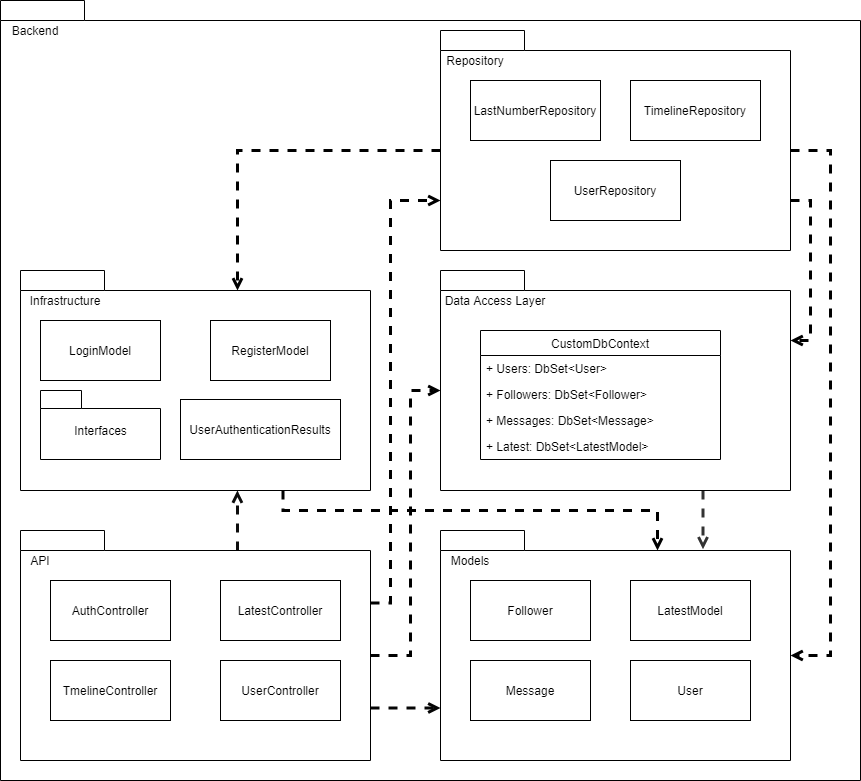 Backend
Repository
LastNumberRepository
TimelineRepository
UserRepository
Infrastructure
LoginModel
RegisterModel
Interfaces
UserAuthenticationResults
Data Access Layer
CustomDbContext
+ Users: DbSet<User>
+ Followers: DbSet<Follower>
+ Messages: DbSet<Message>
+ Latest: DbSet<LatestModel>
API
AuthController
LatestController
TmelineController
UserController
Models
Follower
LatestModel
Message
User